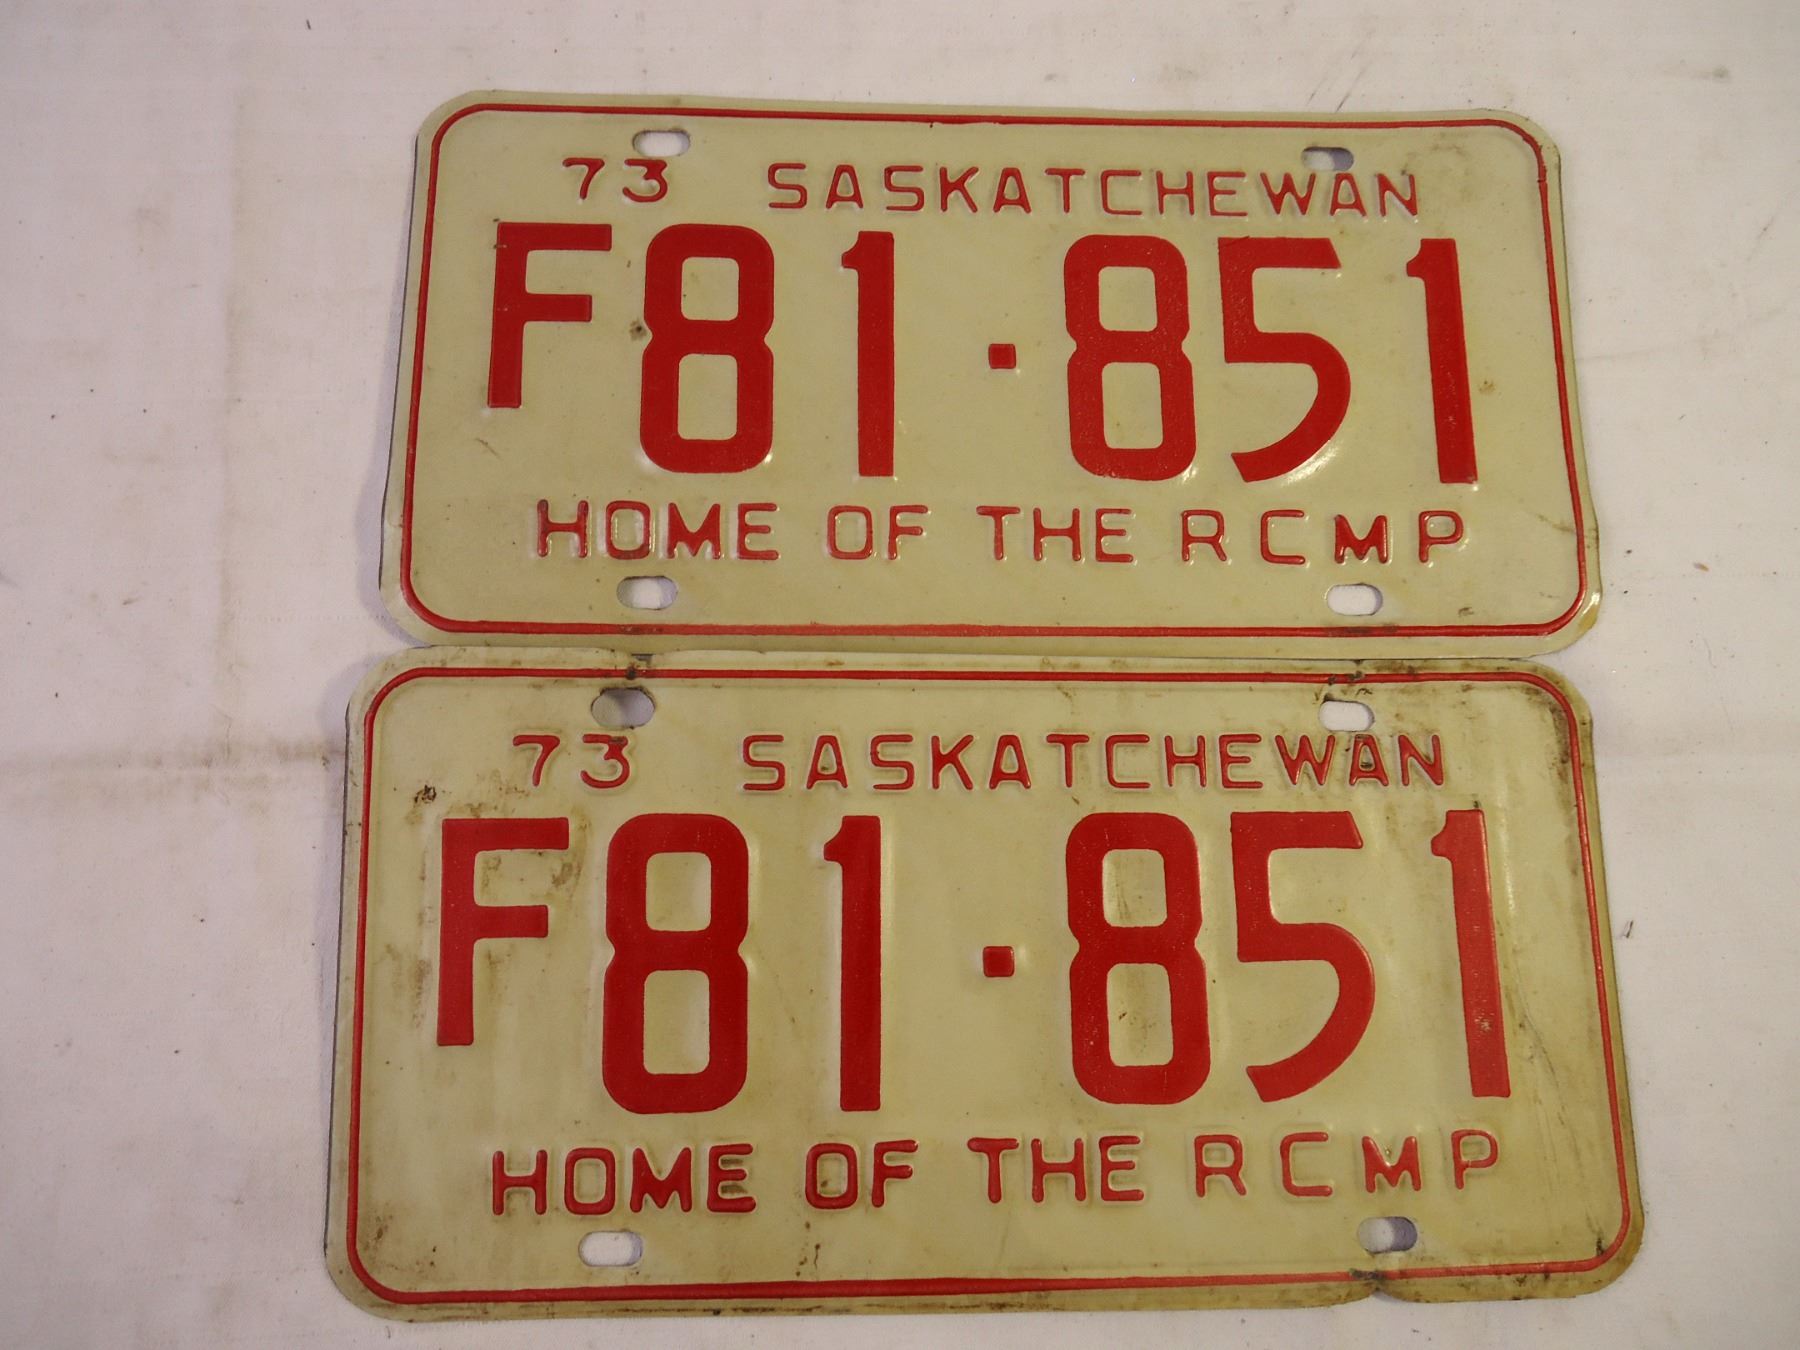 73 SASKATCHEWAN
F81·851
HOME OF THE RCMP
73 SASKATCHEWAN
F81·851
HOME OF THE RCMP